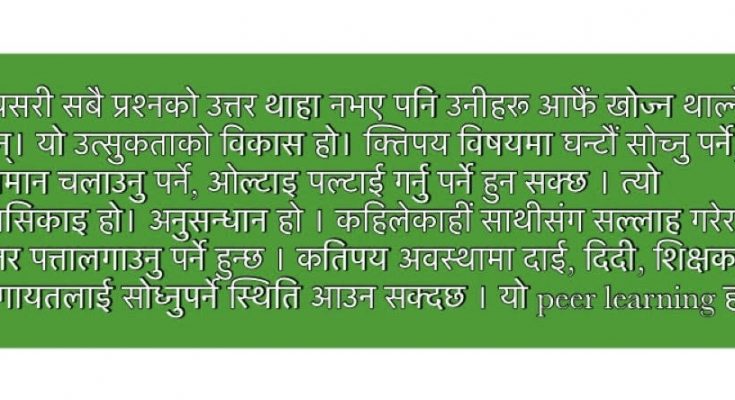 यसरी सबै प्रश्नको उत्तर थाहा नभए पनि उनीहरू आफैं खोज्न थाल्ने
न्। यो उत्सुकताको विकास हो। क्तिपय विषयमा घन्टौं सोच्नु पर्ने,
मान चलाउनु पर्ने, ओल्टाइ पल्टाई गर्नु पर्ने हुन सक्छ । त्यो
सिकाइ हो। अनुसन्धान हो । कहिलेकाहीं साथीसंग सल्लाह गरेर
तर पत्तालगाउनु पर्ने हुन्छ । कतिपय अवस्थामा दाई, दिदी, शिक्षक
गायतलाई सोध्नुपर्ने स्थिति आउन सक्दछ । यो peer learning ह